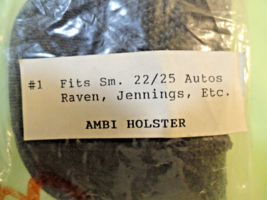 #1 Fits Sm. 22/25 Autos
Raven, Jennings, Etc.
AMBI HOLSTER